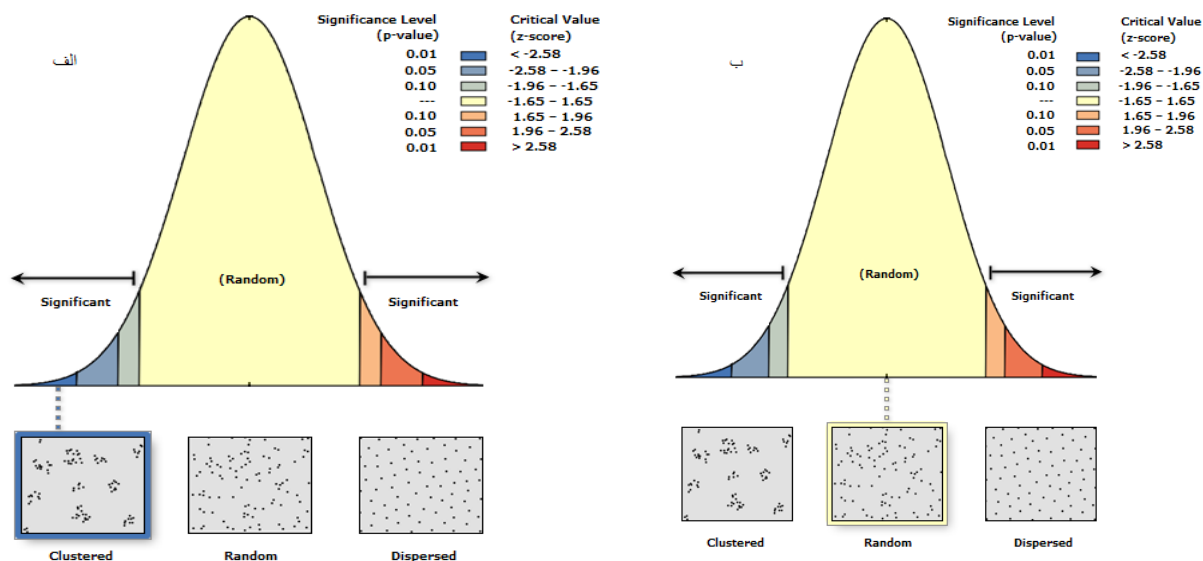 الف
Significance Level (p-value) Critical Value (z-score)
0.01 < -2.58
0.05 -2.58 – -1.96
0.10 -1.96 – -1.65
--- -1.65 – 1.65
0.10 1.65 – 1.96
0.05 1.96 – 2.58
0.01 > 2.58
Significant (Random) Significant
Clustered Random Dispersed
ب
Significance Level (p-value) Critical Value (z-score)
0.01 < -2.58
0.05 -2.58 – -1.96
0.10 -1.96 – -1.65
--- -1.65 – 1.65
0.10 1.65 – 1.96
0.05 1.96 – 2.58
0.01 > 2.58
Significant (Random) Significant
Clustered Random Dispersed